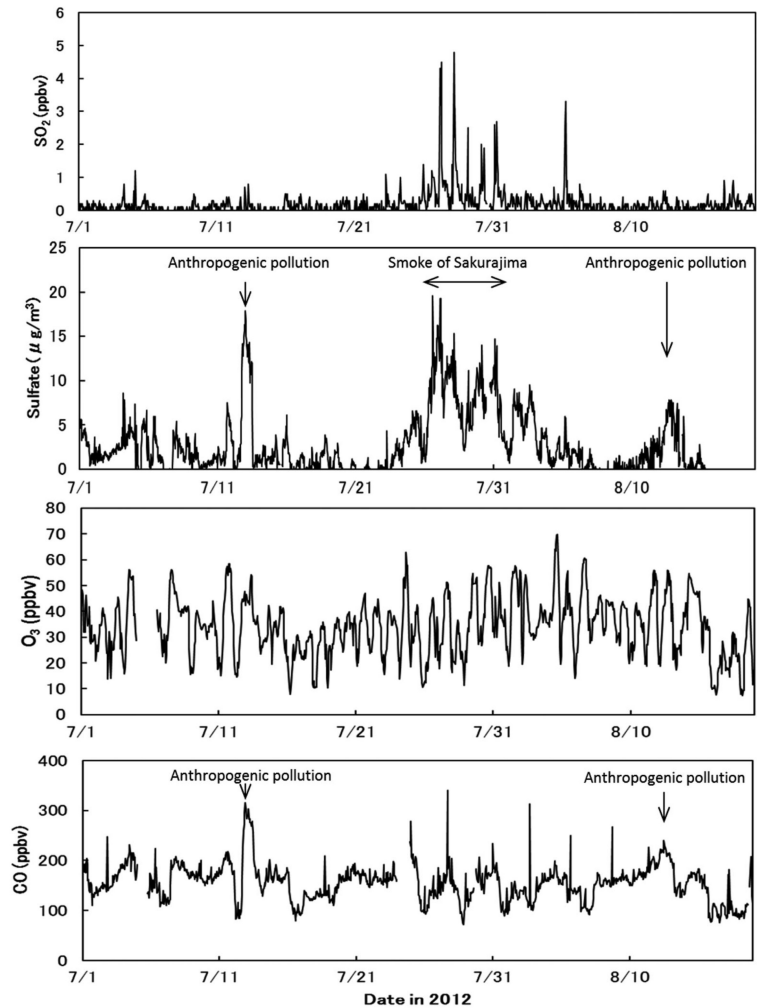 6
5
4
3
2
1
0
SO2 (ppbv)
7/1 7/11 7/21 7/31 8/10
25
20
15
10
5
0
Sulfate ( μ g/m³)
Anthropogenic pollution Smoke of Sakurajima Anthropogenic pollution
7/1 7/11 7/21 7/31 8/10
80
70
60
50
40
30
20
10
0
O3 (ppbv)
7/1 7/11 7/21 7/31 8/10
400
300
200
100
0
CO (ppbv)
Anthropogenic pollution Anthropogenic pollution
7/1 7/11 7/21 7/31 8/10
Date in 2012